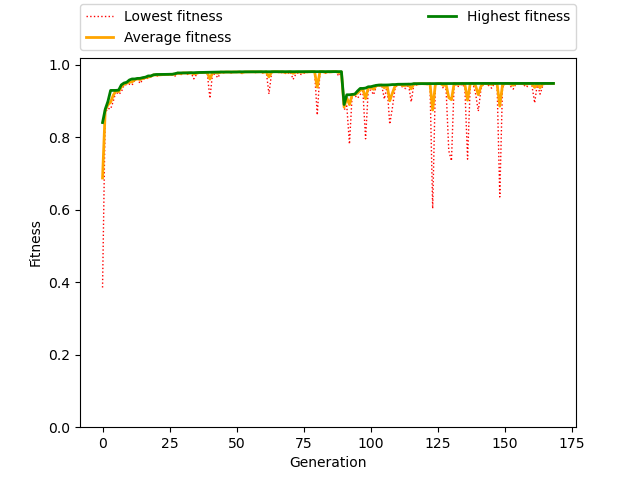 Lowest fitness
Average fitness
Highest fitness
1.0
0.8
0.6
0.4
0.2
0.0
Fitness
0 25 50 75 100 125 150 175
Generation